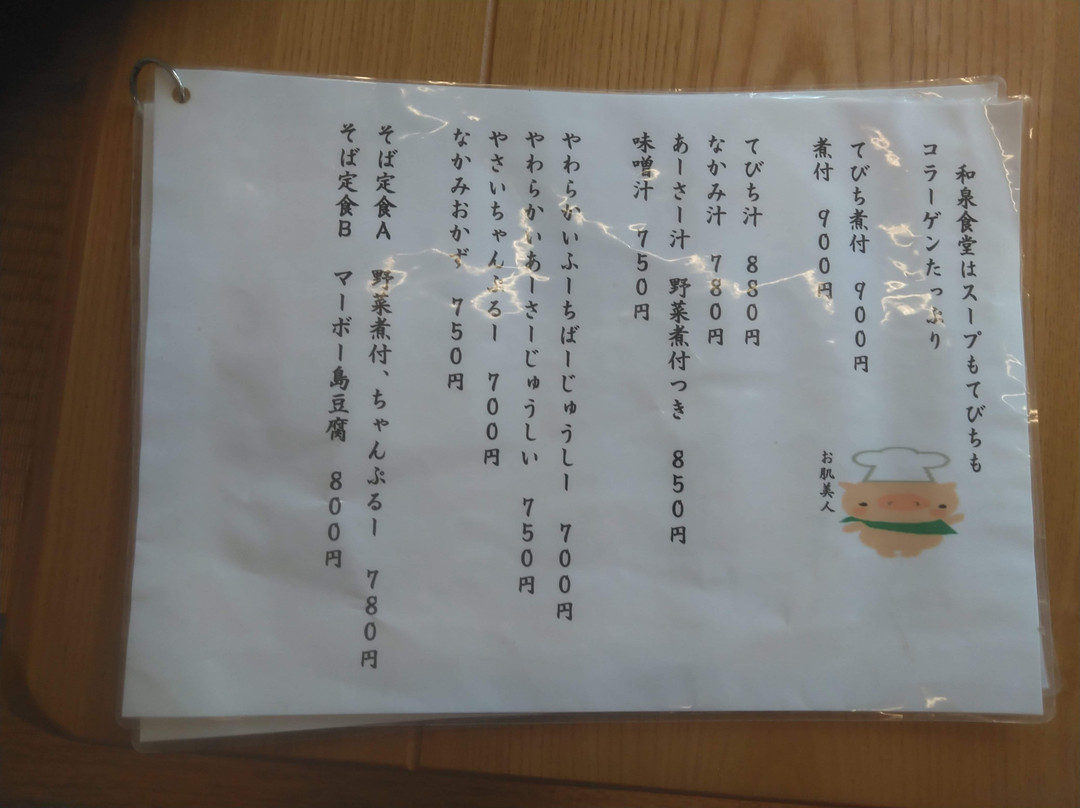 和泉食堂はスープもてびちも
コラーゲンたっぷり
てびち煮付 900円
煮付 900円
お肌美人
てびち汁 880円
なかみ汁 780円
あーさー汁 野菜煮付つき 850円
味噌汁 750円
やわらかいふーちばーじゅうしー 700円
やわらかいあーさーじゅうしい 750円
やさいちゃんぷるー 700円
なかみおかず 750円
そば定食A 野菜煮付、ちゃんぷるー 780円
そば定食B マーボー島豆腐 800円